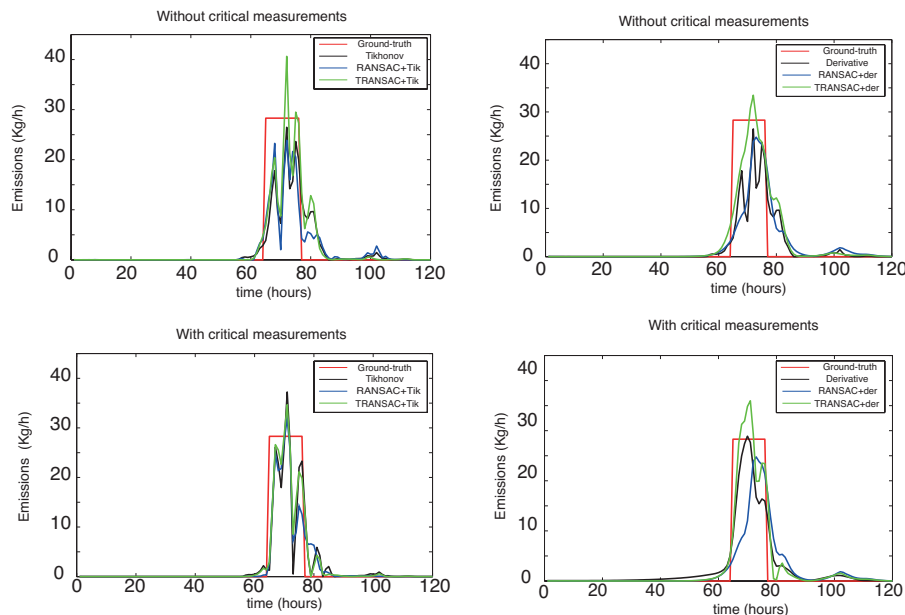 Without critical measurements
Emissions (Kg/h)
40
30
20
10
0
Ground-truth
Tikhonov
RANSAC+Tik
TRANSAC+Tik
0 20 40 60 80 100 120
time (hours)
Without critical measurements
Emissions (Kg/h)
40
30
20
10
0
Ground-truth
Derivative
RANSAC+der
TRANSAC+der
0 20 40 60 80 100 120
time (hours)
With critical measurements
Emissions (Kg/h)
40
30
20
10
0
Ground-truth
Tikhonov
RANSAC+Tik
TRANSAC+Tik
0 20 40 60 80 100 120
time (hours)
With critical measurements
Emissions (Kg/h)
40
30
20
10
0
Ground-truth
Derivative
RANSAC+der
TRANSAC+der
0 20 40 60 80 100 120
time (hours)